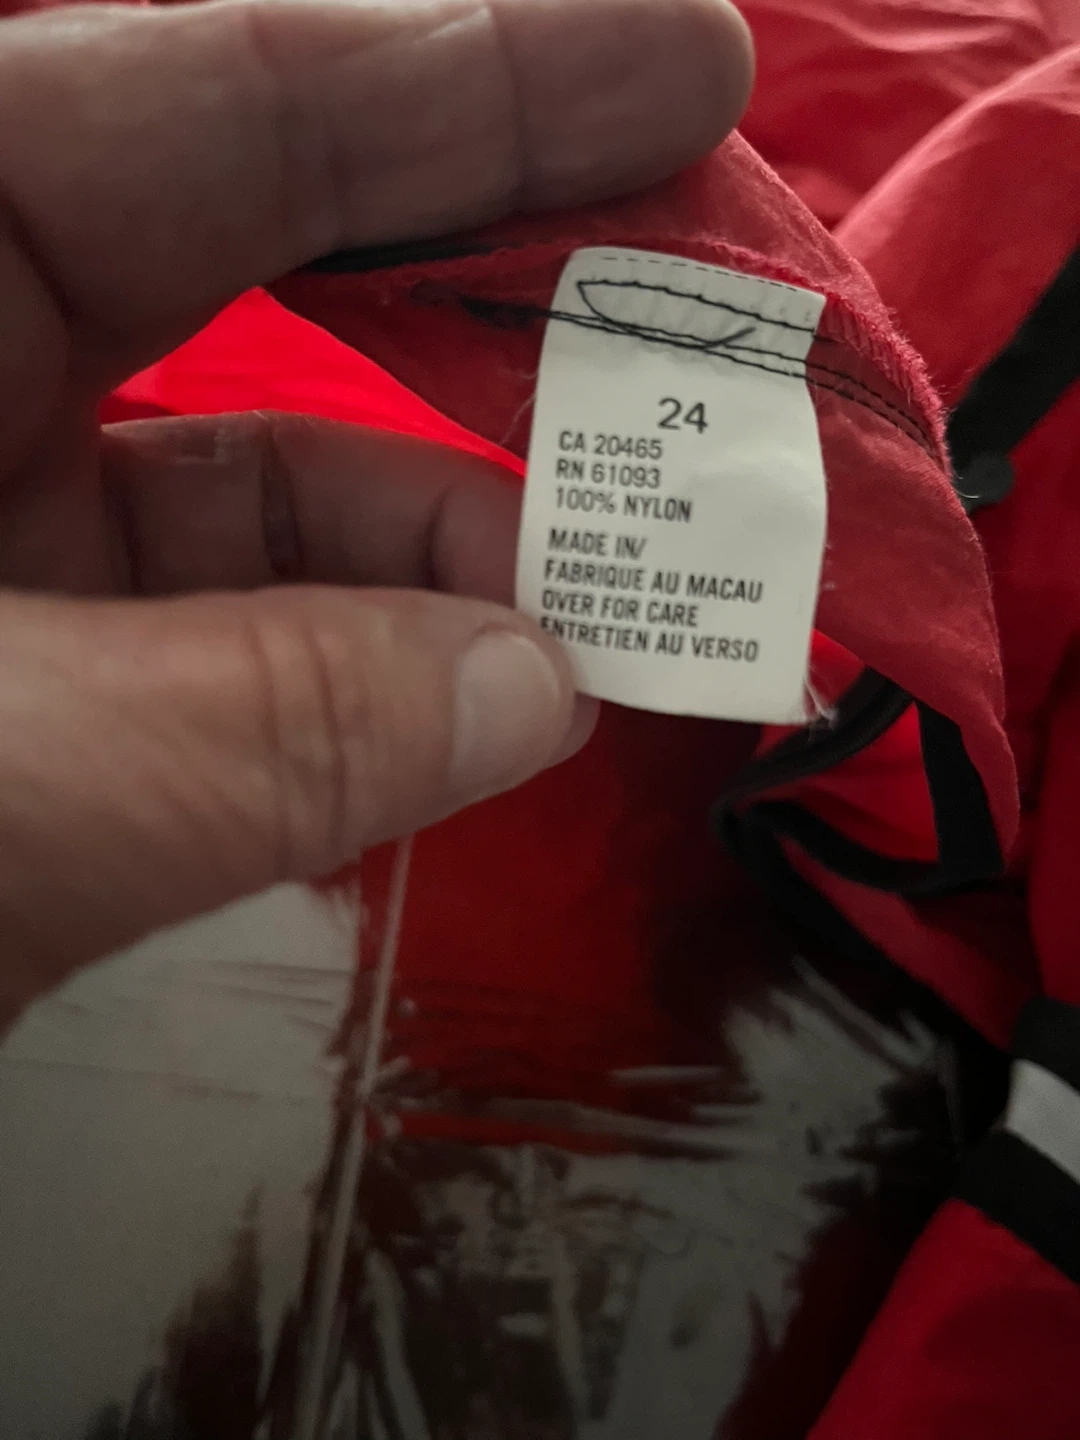 24
CA 20465
RN 61093
100% NYLON
MADE IN/
FABRIQUE AU MACAU
OVER FOR CARE
ENTRETIEN AU VERSO